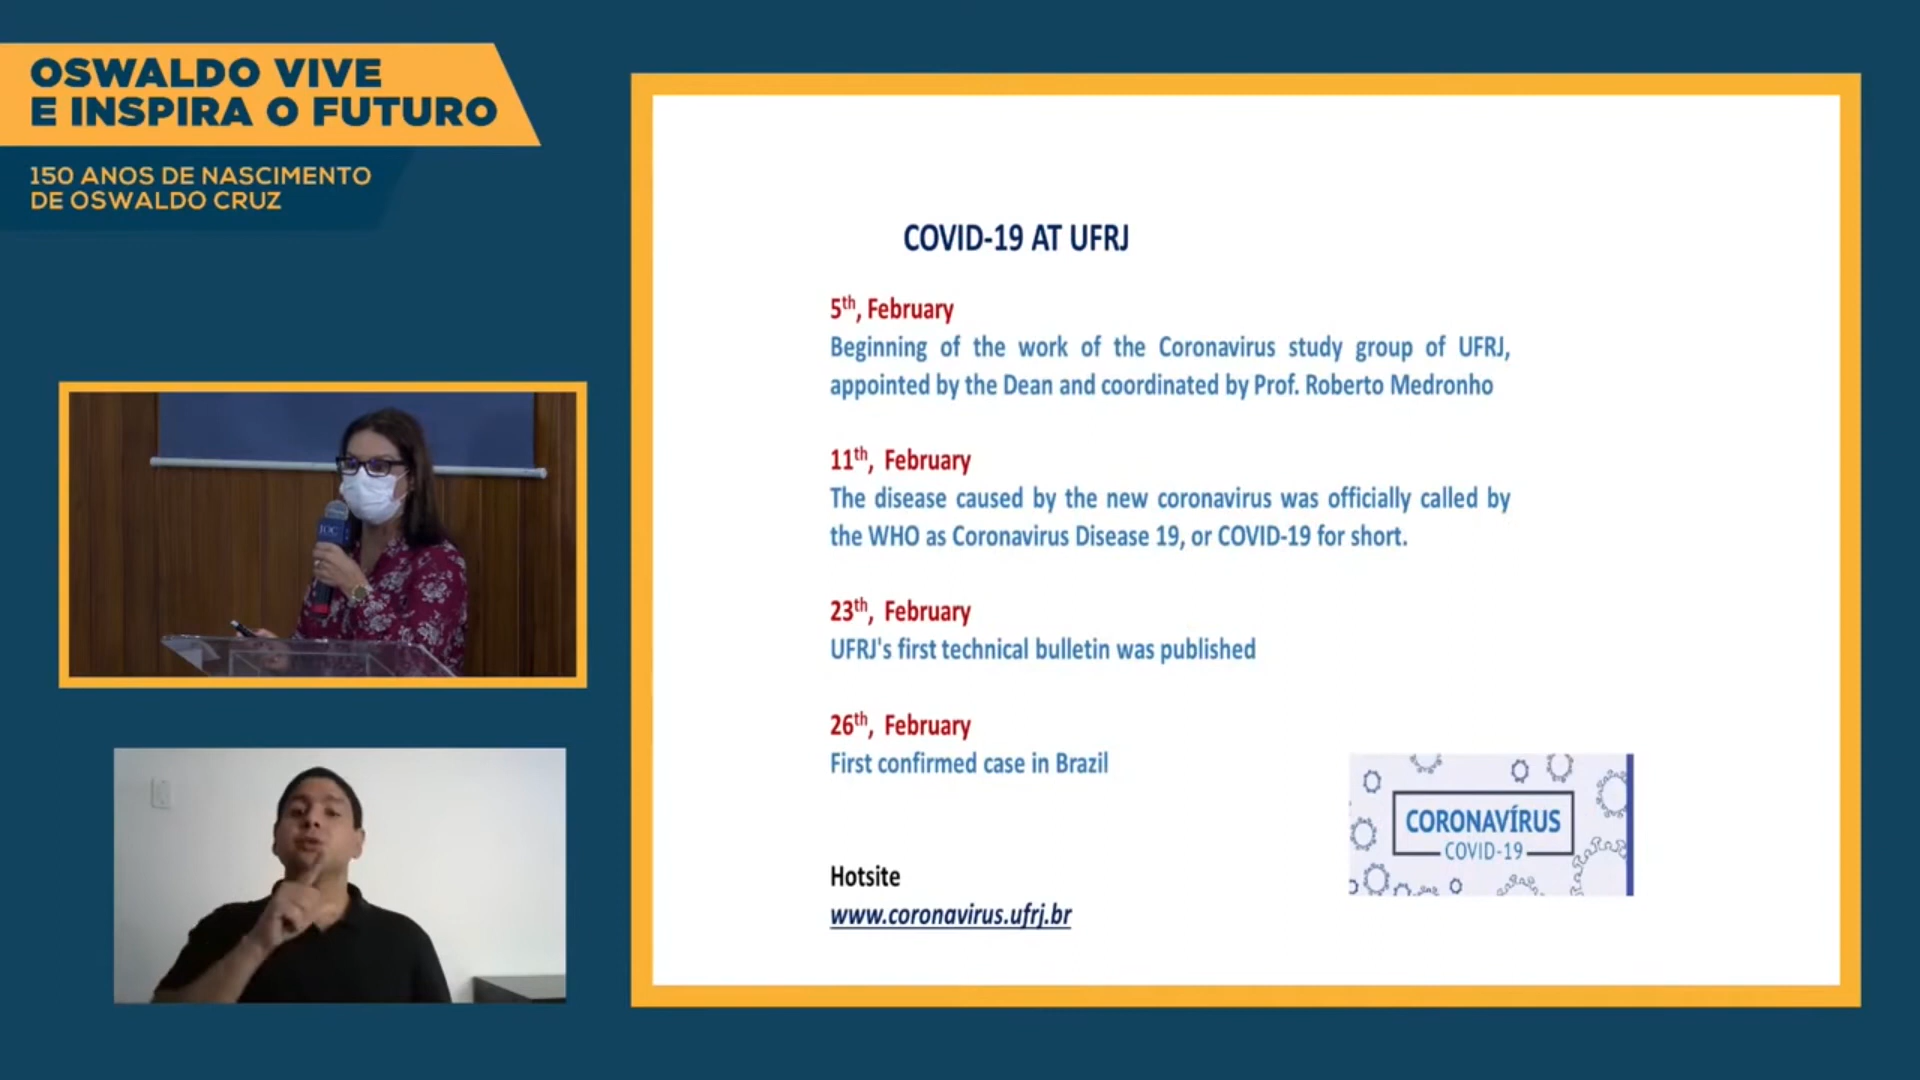 OSWALDO VIVE
E INSPIRA O FUTURO
150 ANOS DE NASCIMENTO
DE OSWALDO CRUZ
IOC
COVID-19 AT UFRJ
5th, February
Beginning of the work of the Coronavirus study group of UFRJ,
appointed by the Dean and coordinated by Prof. Roberto Medronho
11th, February
The disease caused by the new coronavirus was officially called by
the WHO as Coronavirus Disease 19, or COVID-19 for short.
23th, February
UFRJ's first technical bulletin was published
26th, February
First confirmed case in Brazil
Hotsite
www.coronavirus.ufrj.br
CORONAVÍRUS
COVID-19